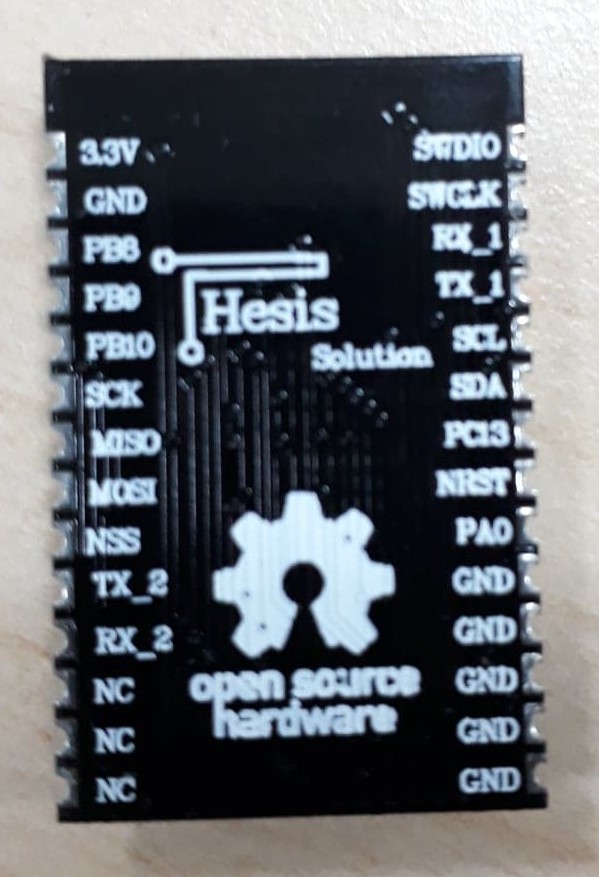 3.3V
GND
PB8
PB9
PB10
SCK
MISO
MOSI
NSS
TX_2
RX_2
NC
NC
NC
Hesis
Solution
open source
hardware
SWDIO
SWCLK
RX_1
TX_1
SCL
SDA
PC13
NRST
PA0
GND
GND
GND
GND
GND